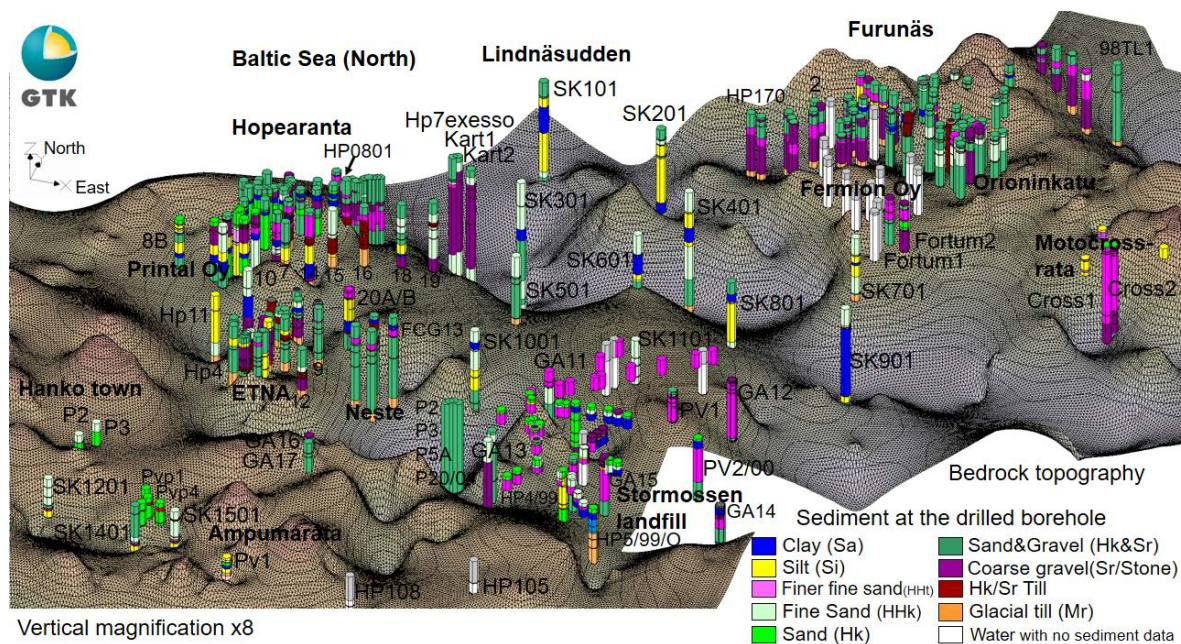 GTK
Baltic Sea (North)
Lindnäsudden
Furunäs
98TL1
SK101
2
HP170
SK201
Hp7exesso
Kart1
Kart2
Hopearanta
HP0801
North
East
Z
X
SK301
SK401
Fermion Oy
Orioninkatu
Fortum2
Fortum1
Motocross-
rata
Cross1
Cross2
8B
Printal Oy
10
7
15
16
18
19
SK601
SK501
SK701
SK801
SK901
Hp11
20A/B
FCG13
SK1001
SK1101
GA11
GA12
PV1
Hp4
ETNA
12
9
Neste
Hanko town
P2
P3
GA16
GA17
P2
P3
P5A
P20/04
GA13
GA15
HP4/99
Stormossen
landfill
PV2/00
GA14
HP5/99/O
SK1201
Pvp1
Pvp4
SK1401
SK1501
Ampumarata
Pv1
HP108
HP105
Bedrock topography
Sediment at the drilled borehole
Clay (Sa)
Silt (Si)
Finer fine sand(HHt)
Fine Sand (HHk)
Sand (Hk)
Sand&Gravel (Hk&Sr)
Coarse gravel(Sr/Stone)
Hk/Sr Till
Glacial till (Mr)
Water with no sediment data
Vertical magnification x8